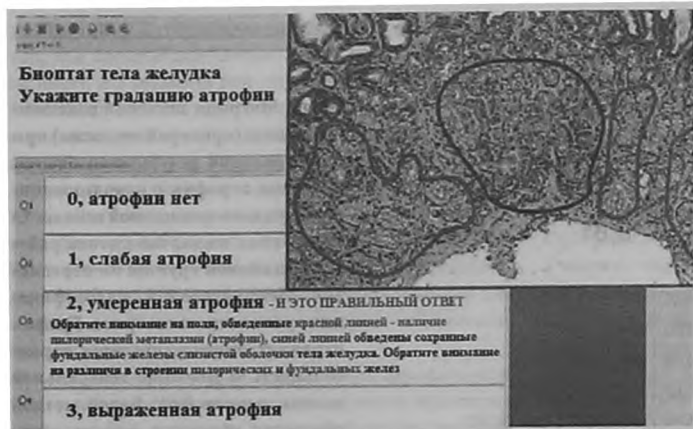 Биоптат тела желудка
Укажите градацию атрофии
0, атрофии нет
1, слабая атрофия
2, умеренная атрофия - И ЭТО ПРАВИЛЬНЫЙ ОТВЕТ
Обратите внимание на поля, обведенные красной линией - наличие
пилорической метаплазии (атрофии), синей линией обведены сохранные
фундальные железы слизистой оболочки тела желудка. Обратите внимание
на различия в строении пилорических и фундальных желез
3, выраженная атрофия